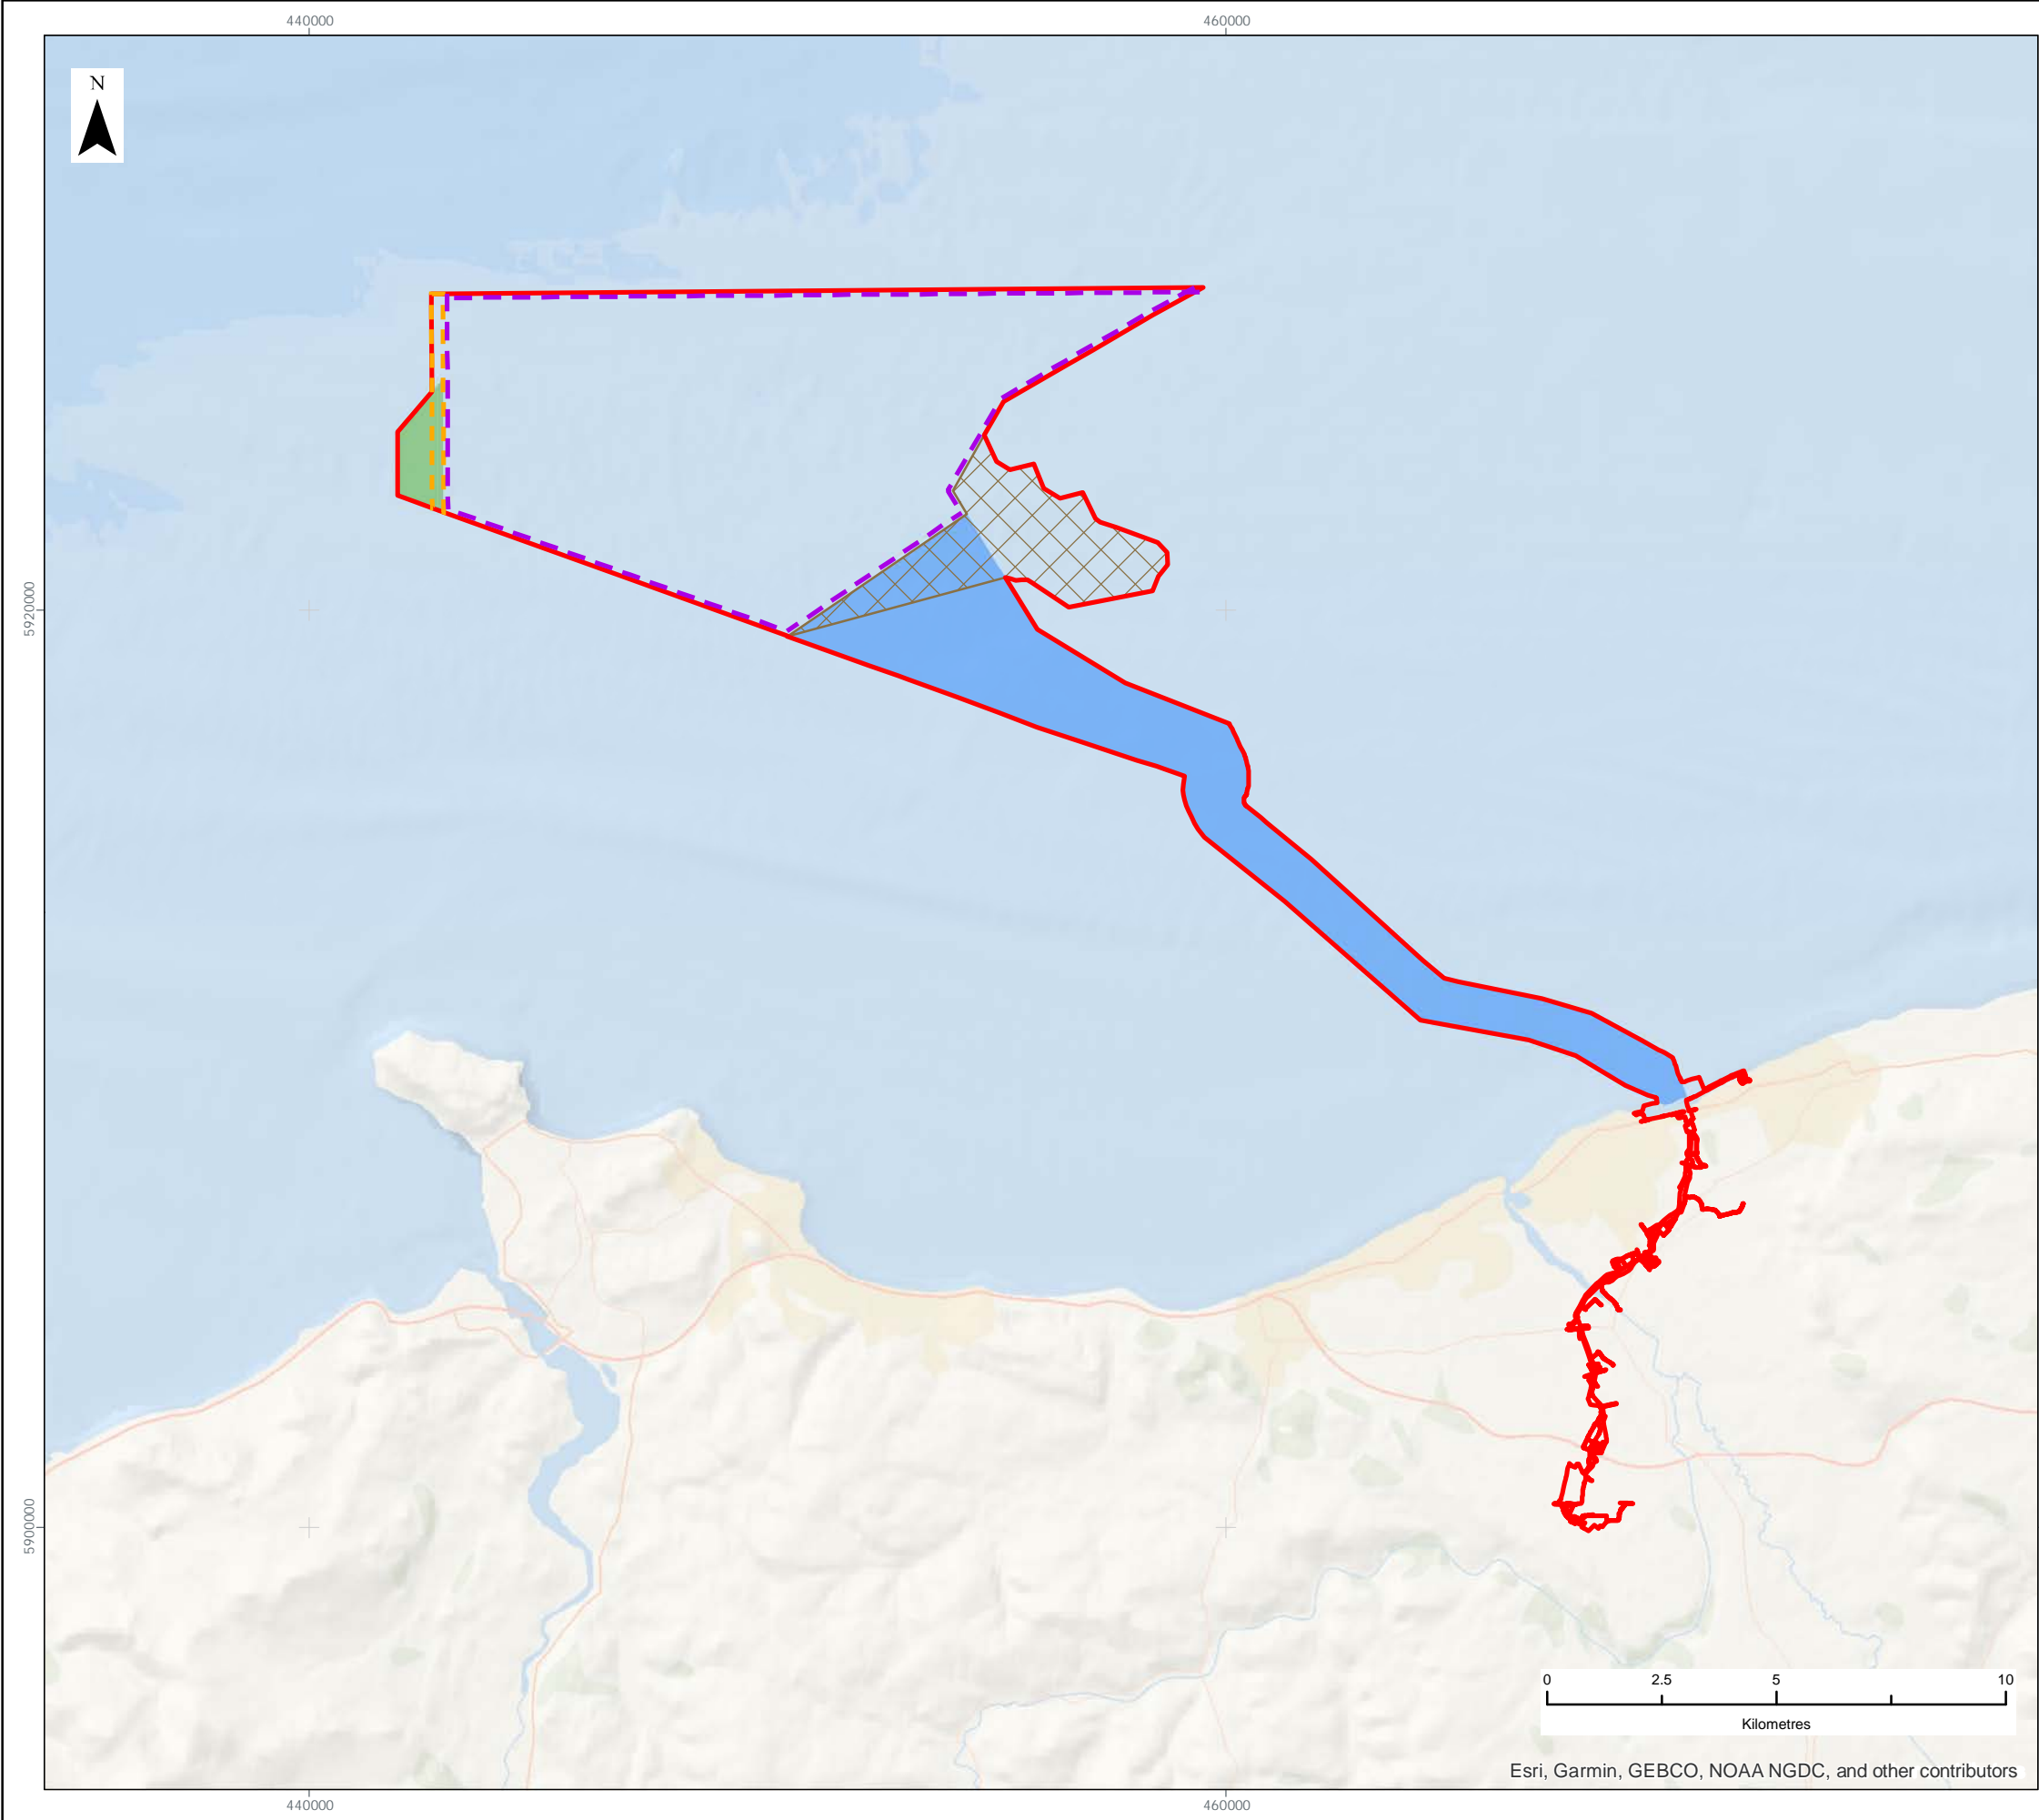 440000 460000
N
5920000
5900000
0 2.5 5 10
Kilometres
Esri, Garmin, GEBCO, NOAA NGDC, and other contributors
440000 460000